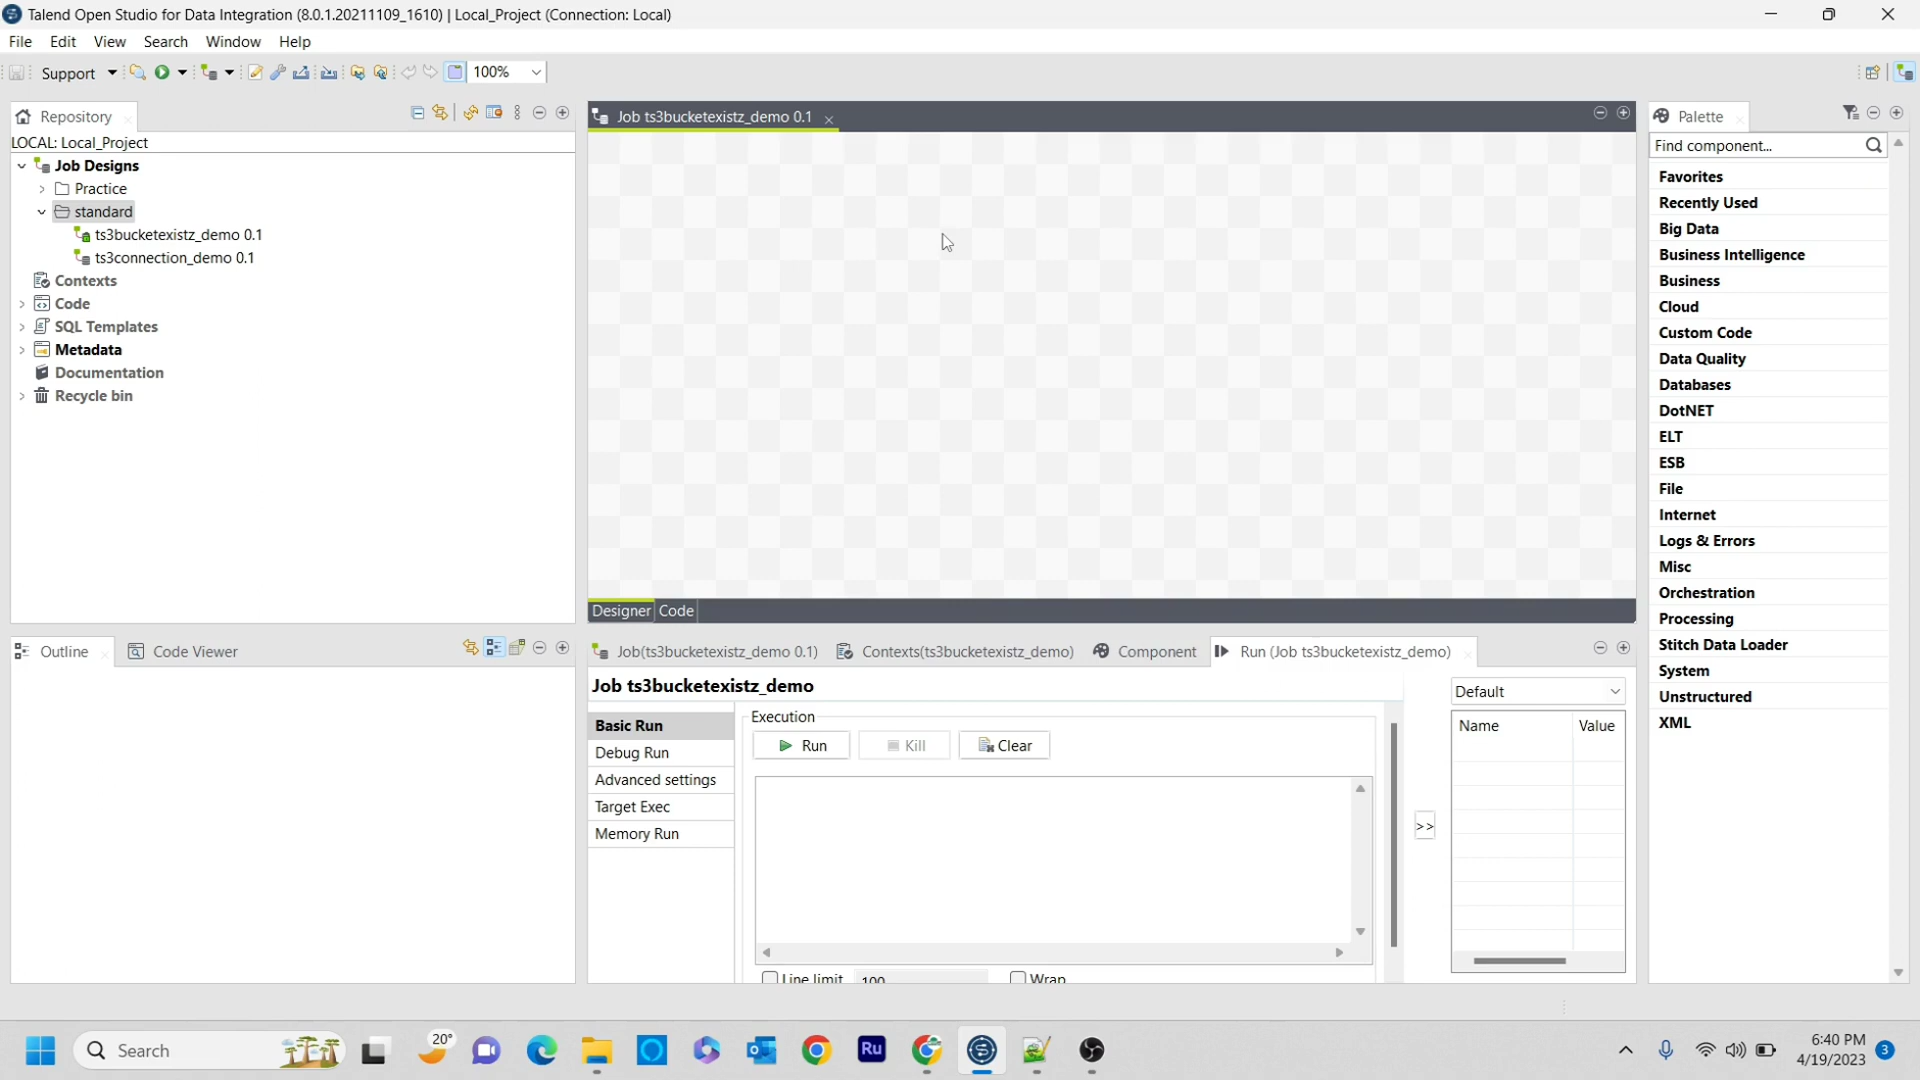 Talend Open Studio for Data Integration (8.0.1.20211109_1610) | Local_Project (Connection: Local)
File Edit View Search Window Help
Support 100%
Repository
LOCAL: Local_Project
Job Designs
Practice
standard
ts3bucketexistz_demo 0.1
ts3connection_demo 0.1
Contexts
Code
SQL Templates
Metadata
Documentation
Recycle bin
Job ts3bucketexistz_demo 0.1
Designer Code
Palette
Find component...
Favorites
Recently Used
Big Data
Business Intelligence
Business
Cloud
Custom Code
Data Quality
Databases
DotNET
ELT
ESB
File
Internet
Logs & Errors
Misc
Orchestration
Processing
Stitch Data Loader
System
Unstructured
XML
Outline Code Viewer
Job(ts3bucketexistz_demo 0.1) Contexts(ts3bucketexistz_demo) Component Run (Job ts3bucketexistz_demo)
Job ts3bucketexistz_demo
Basic Run
Debug Run
Advanced settings
Target Exec
Memory Run
Execution
Run Kill Clear
Line limit 100 Wrap
>>
Default
Name Value
Search
20°
Ru
6:40 PM
4/19/2023
3